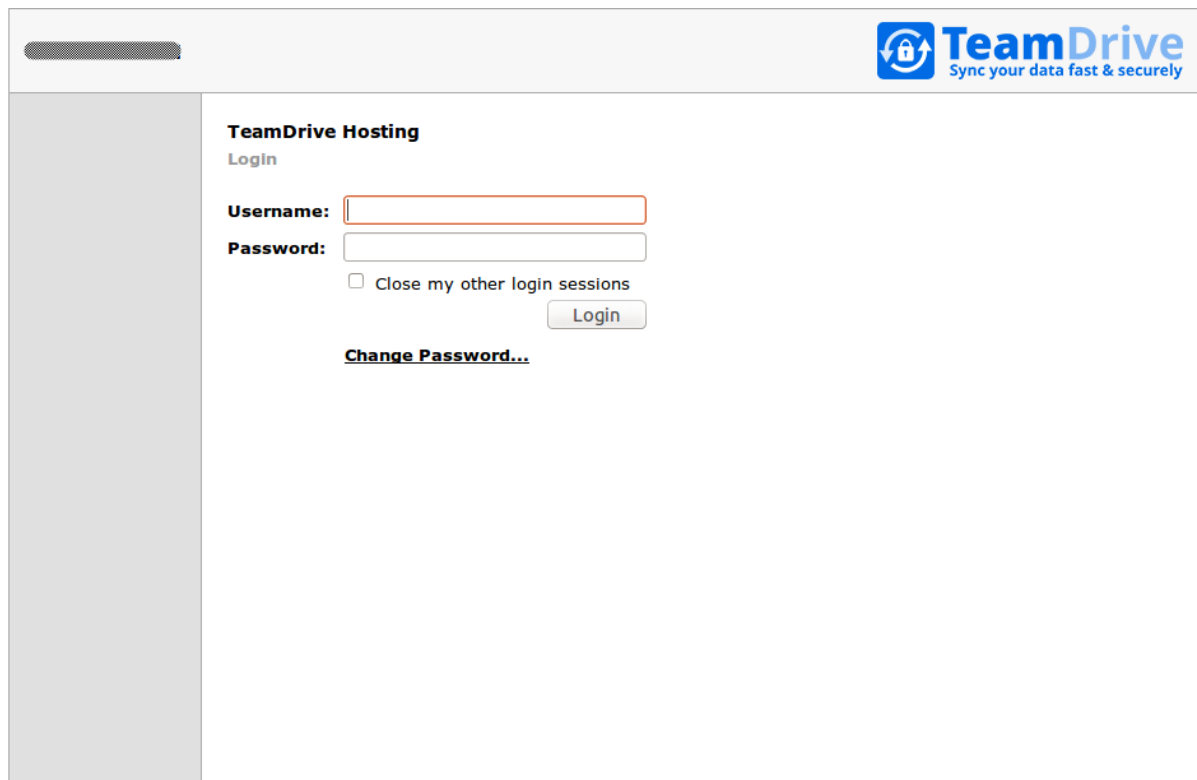 TeamDrive
Sync your data fast & securely
TeamDrive Hosting
Login
Username:
Password:
Close my other login sessions
Login
Change Password...